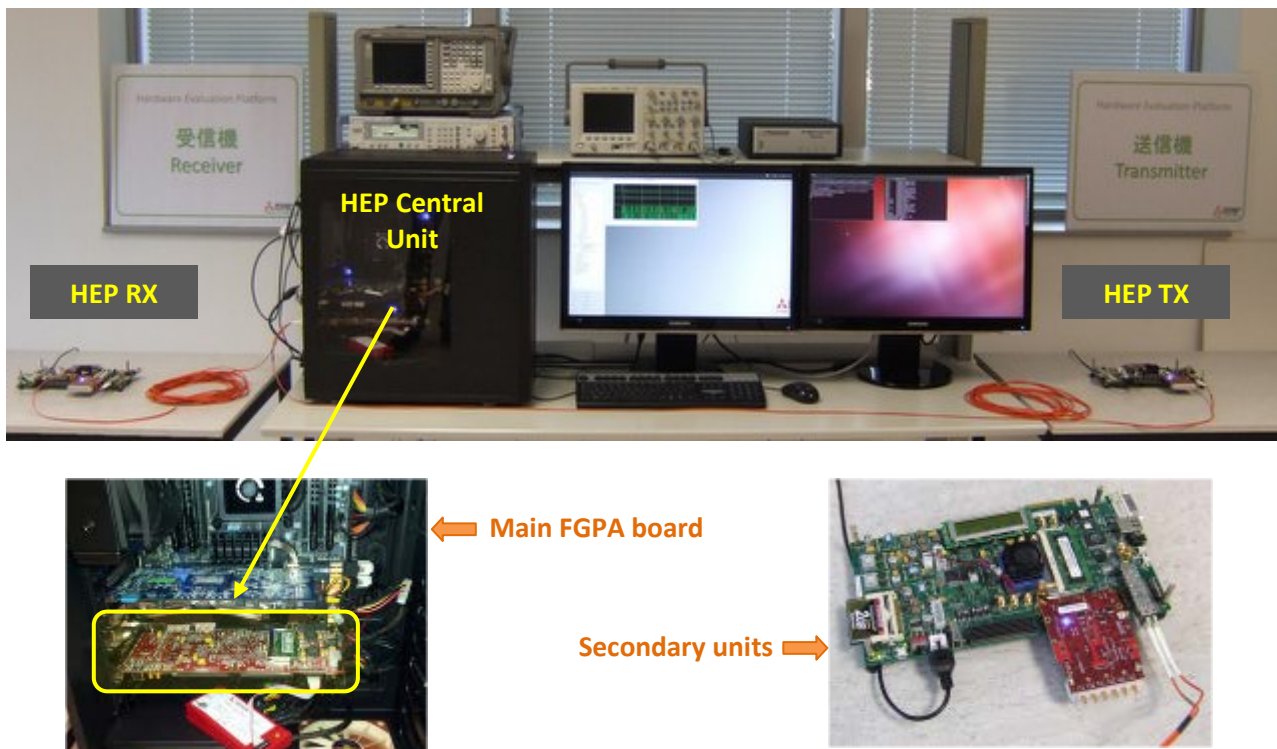 Hardware Evaluation Platform
受信機
Receiver
Hardware Evaluation Platform
送信機
Transmitter
HEP Central
Unit
HEP RX
HEP TX
Main FGPA board
Secondary units